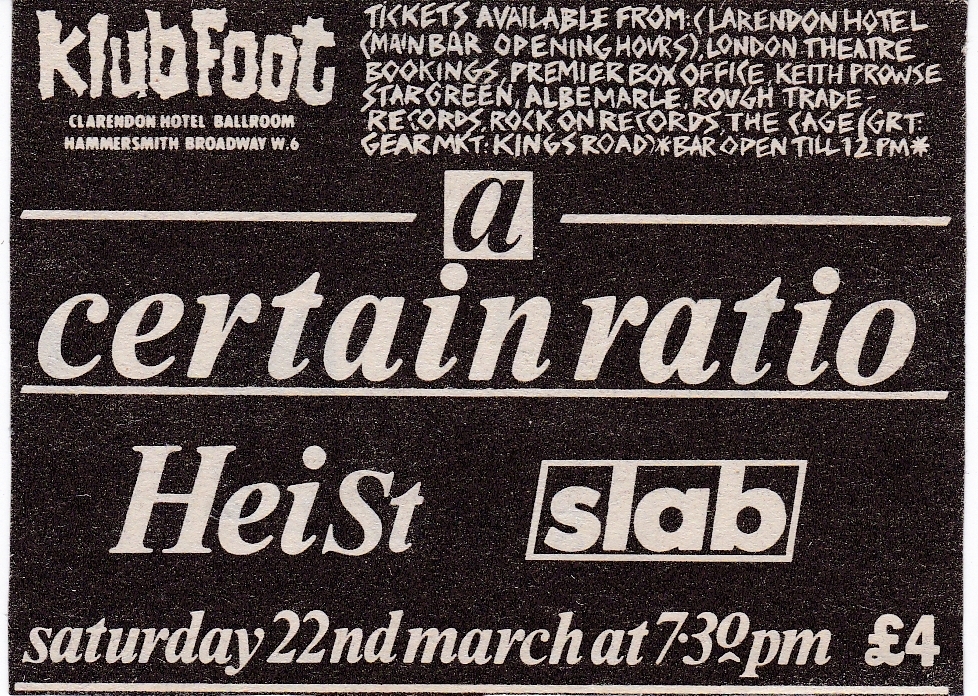 Klub Foot
CLARENDON HOTEL BALLROOM
HAMMERSMITH BROADWAY W.6
TICKETS AVAILABLE FROM: CLARENDON HOTEL
(MAIN BAR OPENING HOURS), LONDON THEATRE
BOOKINGS, PREMIER BOX OFFICE, KEITH PROWSE
STARGREEN, ALBEMARLE, ROUGH TRADE-
RECORDS, ROCK ON RECORDS, THE CAGE (GRT.
GEAR MKT. KINGS ROAD) *BAR OPEN TILL 12 PM*
a
certain ratio
HeiSt
slab
saturday 22nd march at 7·30pm £4